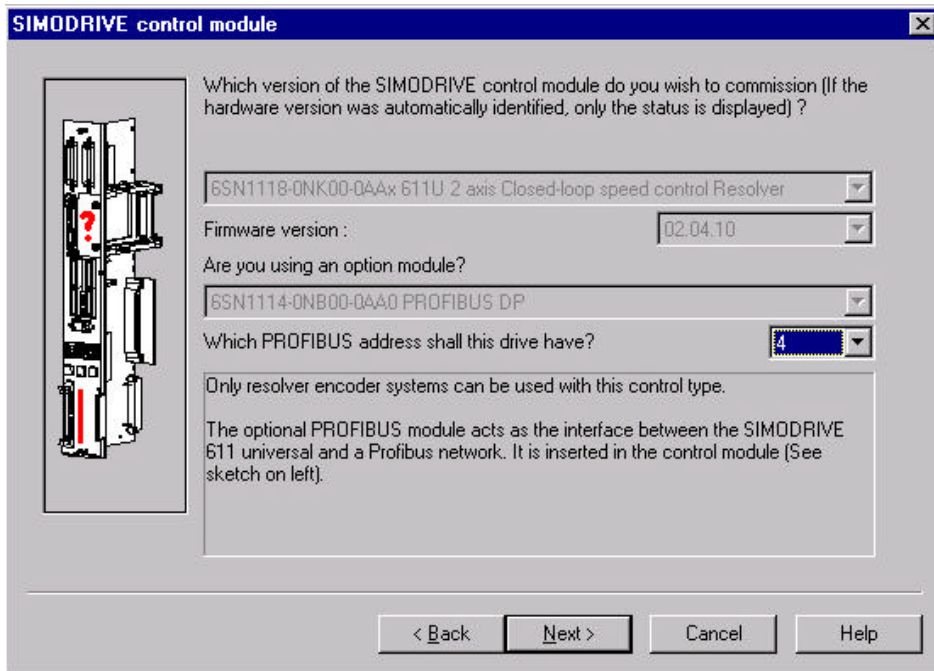 SIMODRIVE control module
Which version of the SIMODRIVE control module do you wish to commission (If the
hardware version was automatically identified, only the status is displayed) ?
6SN1118-0NK00-0AAx 611U 2 axis Closed-loop speed control Resolver
Firmware version :
02.04.10
Are you using an option module?
6SN1114-0NB00-0AA0 PROFIBUS DP
Which PROFIBUS address shall this drive have?
4
Only resolver encoder systems can be used with this control type.
The optional PROFIBUS module acts as the interface between the SIMODRIVE
611 universal and a Profibus network. It is inserted in the control module (See
sketch on left).
?
< Back
Next >
Cancel
Help